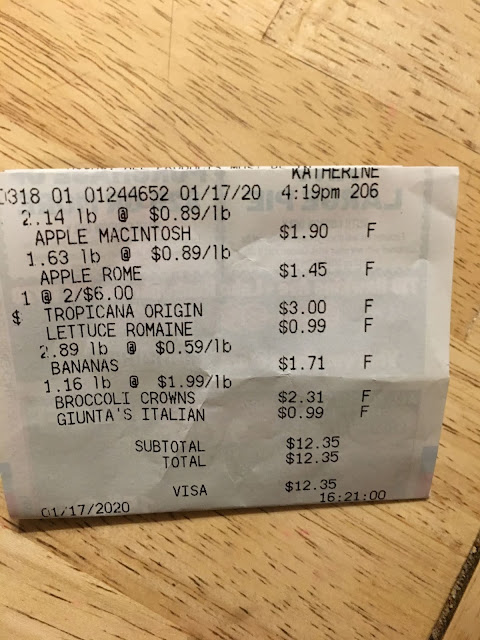 KATHERINE
0318 01 01244652 01/17/20 4:19pm 206
2.14 lb @ $0.89/lb
APPLE MACINTOSH $1.90 F
1.63 lb @ $0.89/lb
APPLE ROME $1.45 F
1 @ 2/$6.00
$ TROPICANA ORIGIN $3.00 F
LETTUCE ROMAINE $0.99 F
2.89 lb @ $0.59/lb
BANANAS $1.71 F
1.16 lb @ $1.99/lb
BROCCOLI CROWNS $2.31 F
GIUNTA'S ITALIAN $0.99 F
SUBTOTAL $12.35
TOTAL $12.35
VISA $12.35
01/17/2020 16:21:00